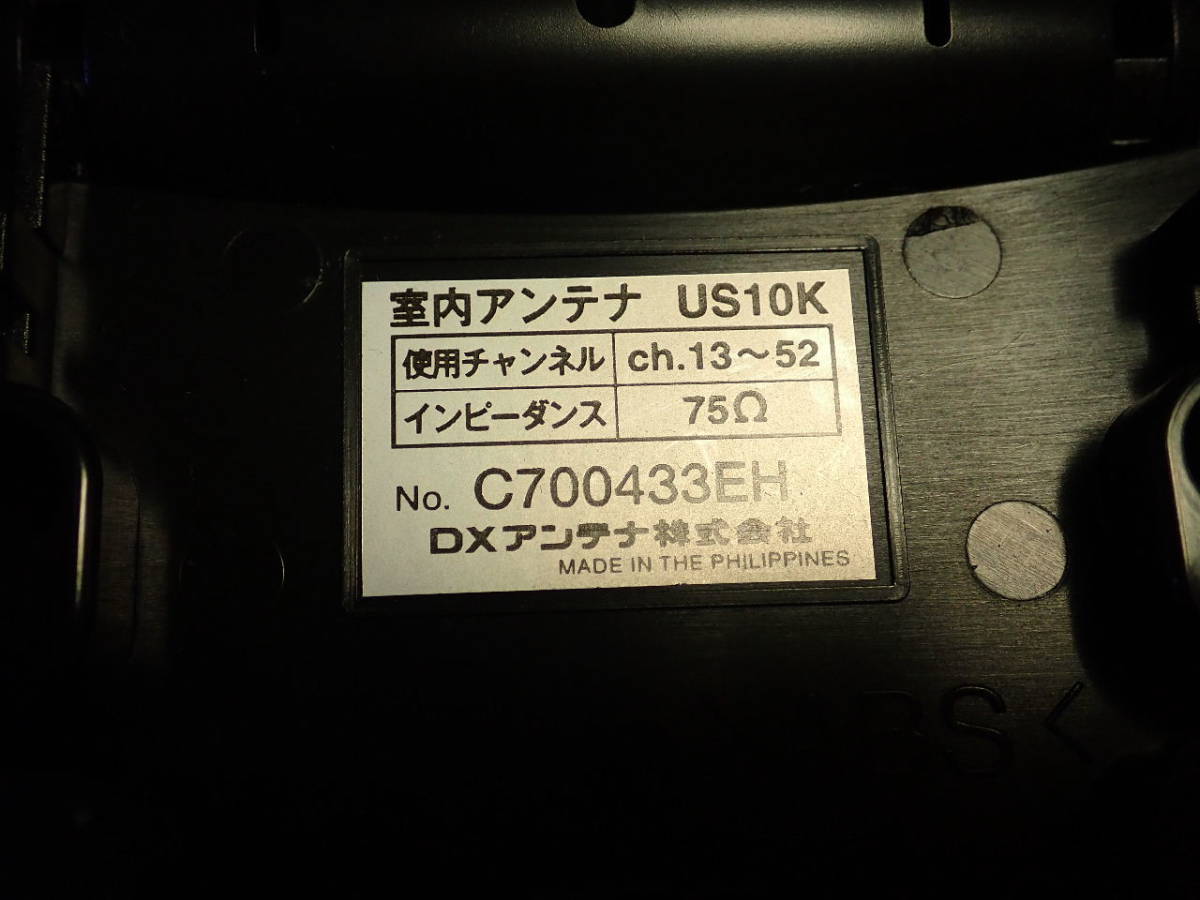 室内アンテナ US10K
使用チャンネル ch.13～52
インピーダンス 75Ω
No. C700433EH
DXアンテナ株式会社
MADE IN THE PHILIPPINES
ABS<